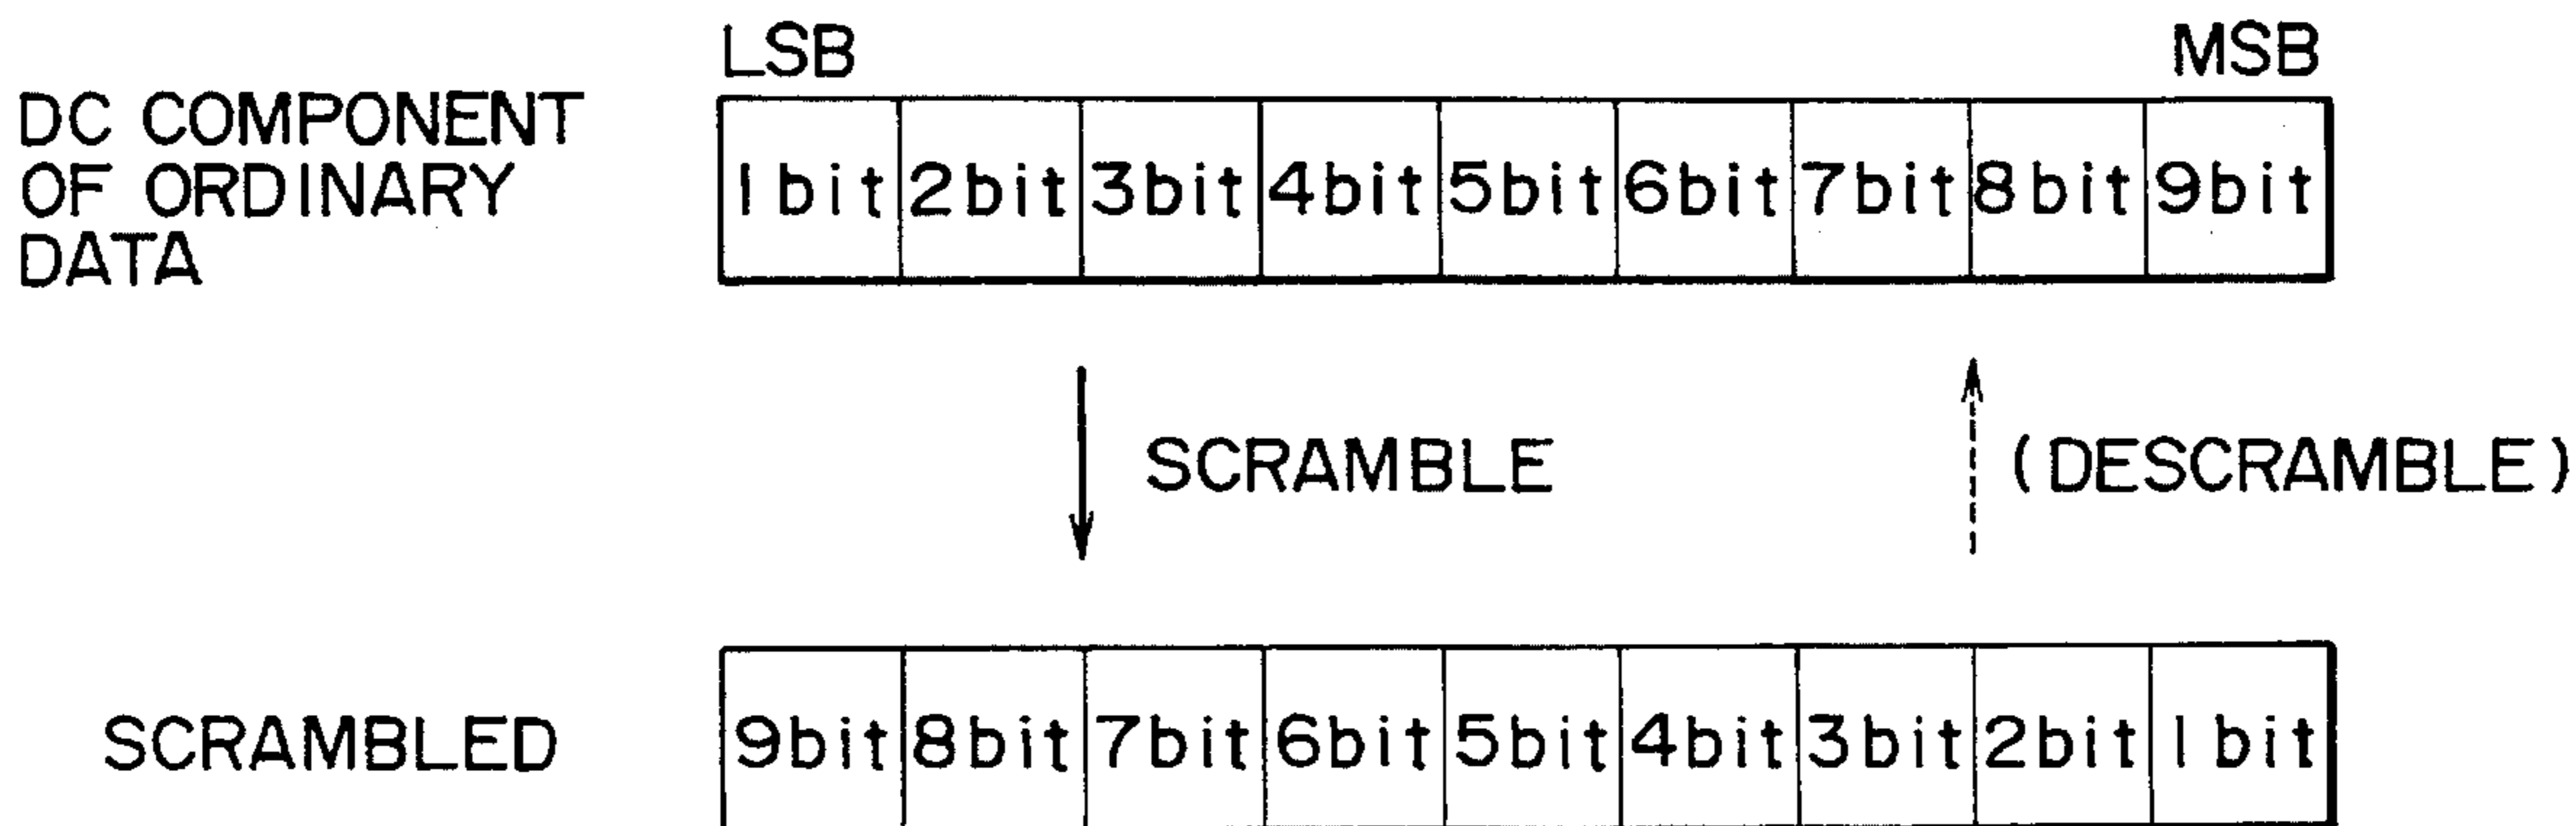 LSB MSB
DC COMPONENT
OF ORDINARY
DATA
1bit 2bit 3bit 4bit 5bit 6bit 7bit 8bit 9bit
SCRAMBLE (DESCRAMBLE)
SCRAMBLED 9bit 8bit 7bit 6bit 5bit 4bit 3bit 2bit 1bit